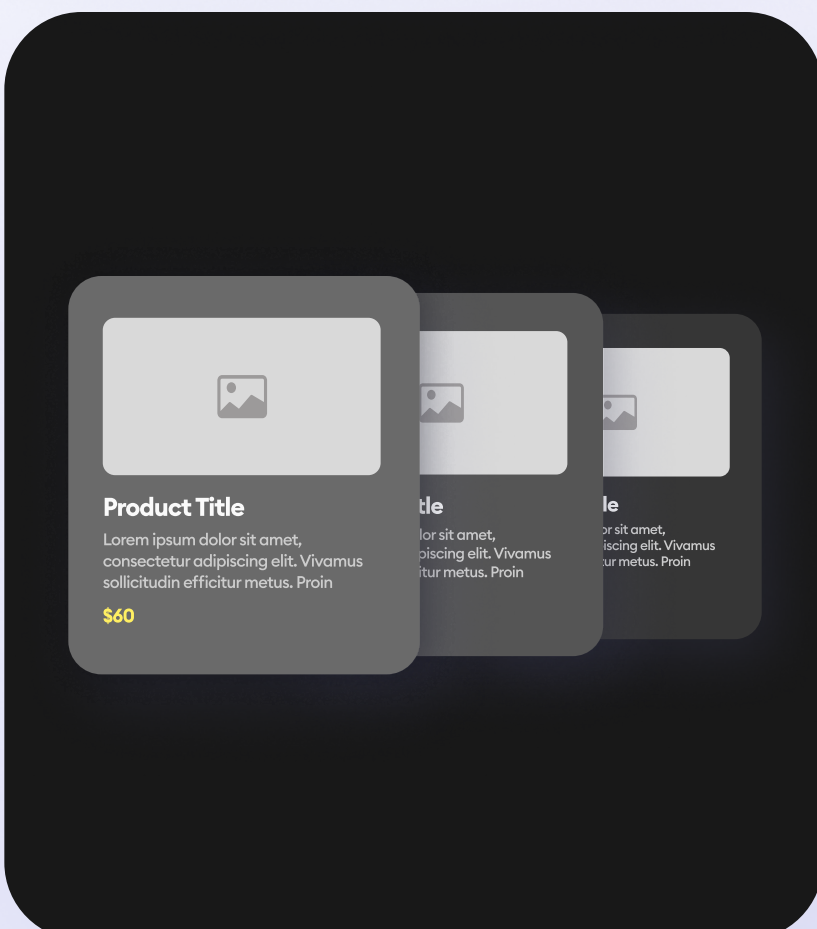 Product Title
Lorem ipsum dolor sit amet,
consectetur adipiscing elit. Vivamus
sollicitudin efficitur metus. Proin
$60
tle
lor sit amet,
piscing elit. Vivamus
itur metus. Proin
le
or sit amet,
iscing elit. Vivamus
ur metus. Proin